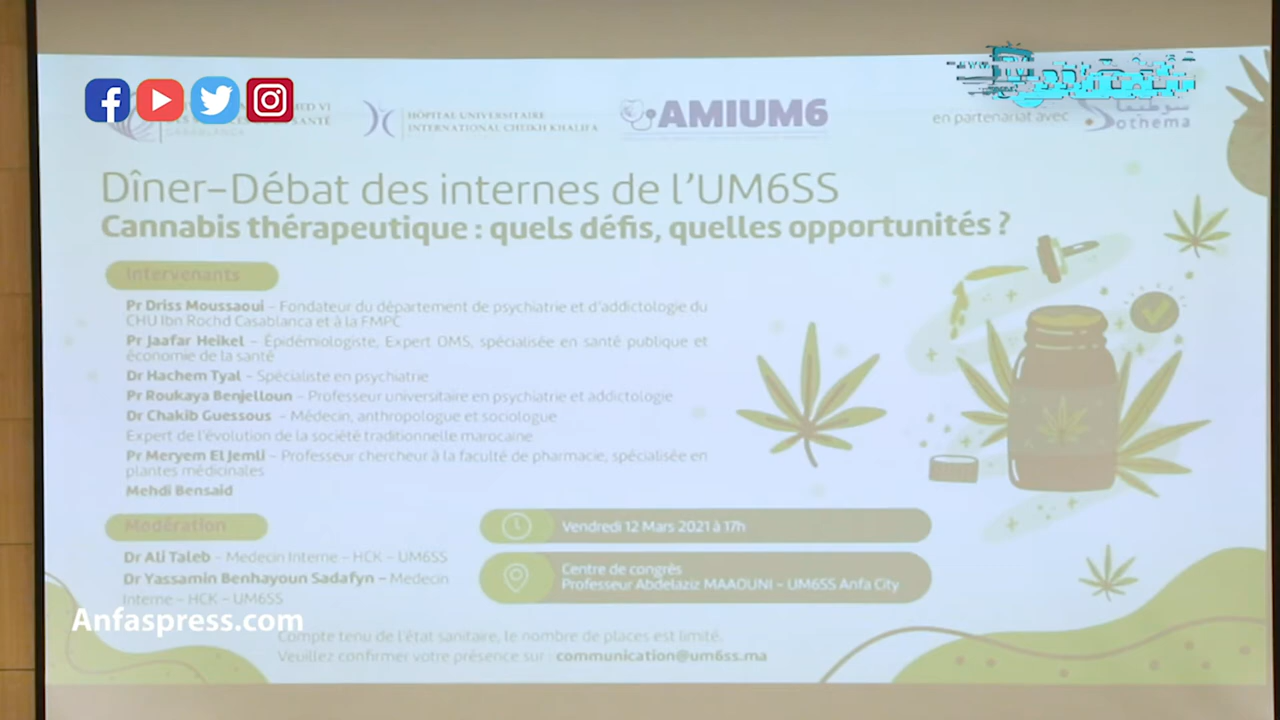 MED VI
SANTÉ
CASABLANCA
HÔPITAL UNIVERSITAIRE
INTERNATIONAL CHEIKH KHALIFA
AMIUM6
en partenariat avec
سوطيما
Sothema
Dîner-Débat des internes de l'UM6SS
Cannabis thérapeutique : quels défis, quelles opportunités ?
Intervenants
Pr Driss Moussaoui - Fondateur du département de psychiatrie et d'addictologie du
CHU Ibn Rochd Casablanca et à la FMPC
Pr Jaafar Heikel - Épidémiologiste, Expert OMS, spécialisée en santé publique et
économie de la santé
Dr Hachem Tyal - Spécialiste en psychiatrie
Pr Roukaya Benjelloun - Professeur universitaire en psychiatrie et addictologie
Dr Chakib Guessous - Médecin, anthropologue et sociologue
Expert de l'évolution de la société traditionnelle marocaine
Pr Meryem El Jemli - Professeur chercheur à la faculté de pharmacie, spécialisée en
plantes médicinales
Mehdi Bensaid
Modération
Dr Ali Taleb - Medecin Interne - HCK - UM6SS
Dr Yassamin Benhayoun Sadafyn - Medecin
Interne - HCK - UM6SS
Vendredi 12 Mars 2021 à 17h
Centre de congrès
Professeur Abdelaziz MAAOUNI - UM6SS Anfa City
Anfaspress.com
Compte tenu de l'état sanitaire, le nombre de places est limité.
Veuillez confirmer votre présence sur : communication@um6ss.ma